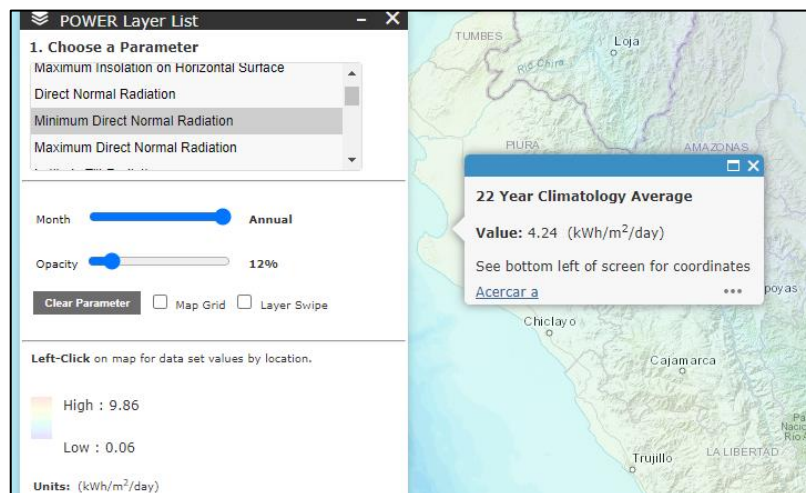 POWER Layer List
1. Choose a Parameter
Maximum Insolation on Horizontal Surface
Direct Normal Radiation
Minimum Direct Normal Radiation
Maximum Direct Normal Radiation
Month Annual
Opacity 12%
Clear Parameter Map Grid Layer Swipe
Left-Click on map for data set values by location.
High : 9.86
Low : 0.06
Units: (kWh/m²/day)
TUMBES
Loja
Rio Chira
PIURA
AMAZONAS
22 Year Climatology Average
Value: 4.24 (kWh/m²/day)
See bottom left of screen for coordinates
Acercar a
poyas
Chiclayo
Cajamarca
Trujillo
LA LIBERTAD